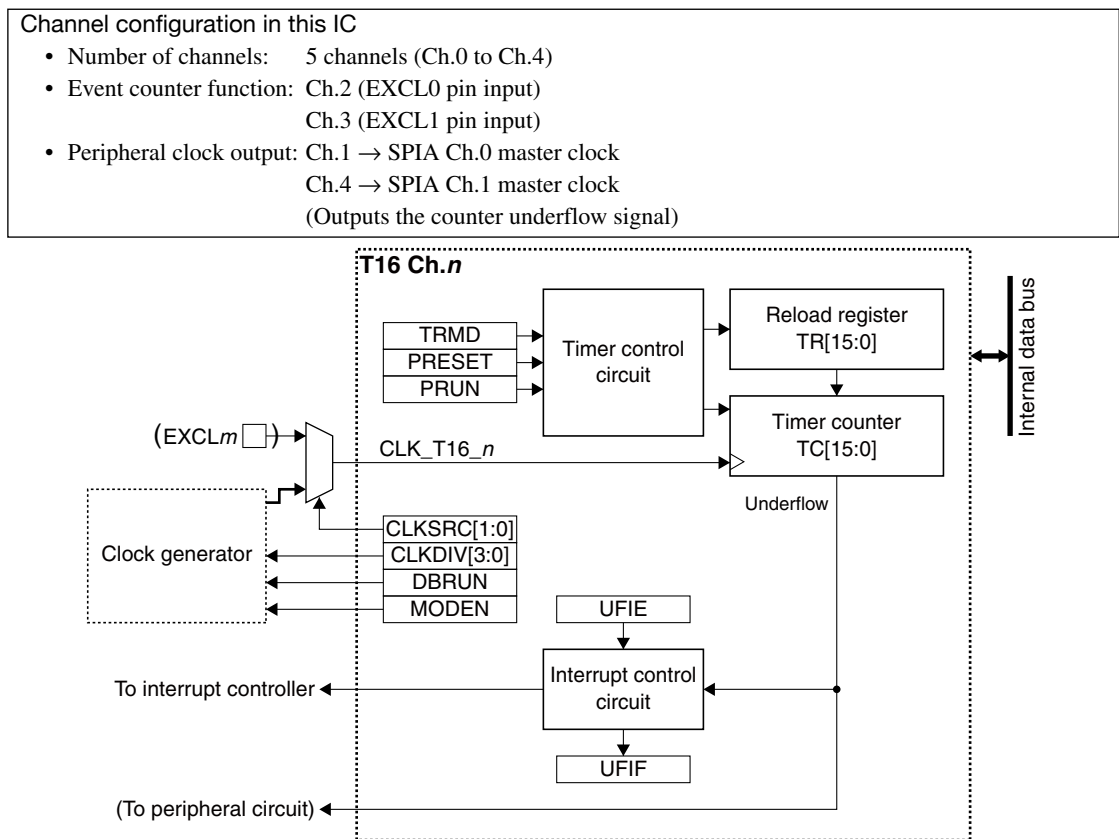 Channel configuration in this IC
• Number of channels: 5 channels (Ch.0 to Ch.4)
• Event counter function: Ch.2 (EXCL0 pin input)
Ch.3 (EXCL1 pin input)
• Peripheral clock output: Ch.1 → SPIA Ch.0 master clock
Ch.4 → SPIA Ch.1 master clock
(Outputs the counter underflow signal)
T16 Ch.n
TRMD
PRESET
PRUN
Timer control
circuit
Reload register
TR[15:0]
Timer counter
TC[15:0]
Internal data bus
(EXCLm )
CLK_T16_n
Underflow
Clock generator
CLKSRC[1:0]
CLKDIV[3:0]
DBRUN
MODEN
UFIE
Interrupt control
circuit
UFIF
To interrupt controller
(To peripheral circuit)